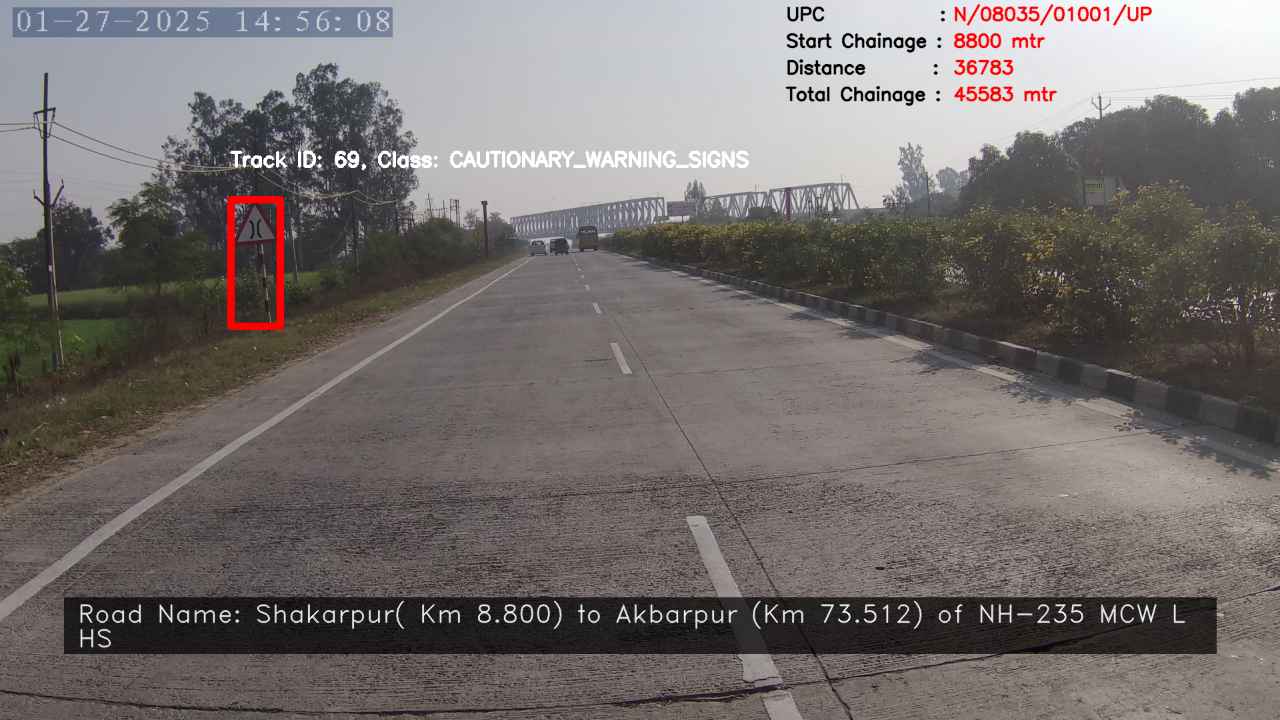 01-27-2025 14:56:08
UPC : N/08035/01001/UP
Start Chainage : 8800 mtr
Distance : 36783
Total Chainage : 45583 mtr
Track ID: 69, Class: CAUTIONARY_WARNING_SIGNS
Road Name: Shakarpur( Km 8.800) to Akbarpur (Km 73.512) of NH-235 MCW L
HS